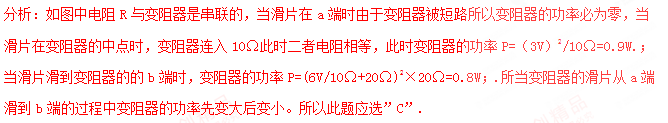 分析：如图中电阻 R 与变阻器是串联的，当滑片在 a 端时由于变阻器被短路所以变阻器的功率必为零，当
滑片在变阻器的中点时，变阻器连入 10Ω此时二者电阻相等，此时变阻器的功率 P=（3V）²/10Ω=0.9W.；
当滑片滑到变阻器的的 b 端时，变阻器的功率 P=(6V/10Ω+20Ω)²×20Ω=0.8W；.所当变阻器的滑片从 a 端
滑到 b 端的过程中变阻器的功率先变大后变小。所以此题应选”C”.